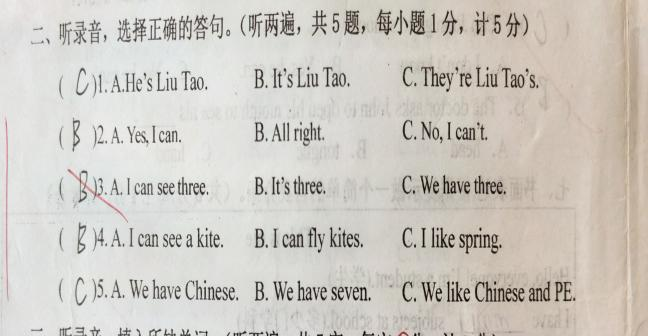 二、听录音，选择正确的答句。(听两遍，共5题，每小题1分，计5分)
( C )1. A.He's Liu Tao. B. It's Liu Tao. C. They're Liu Tao's.
( B )2. A. Yes, I can. B. All right. C. No, I can't.
( B )3. A. I can see three. B. It's three. C. We have three.
( B )4. A. I can see a kite. B. I can fly kites. C. I like spring.
( C )5. A. We have Chinese. B. We have seven. C. We like Chinese and PE.